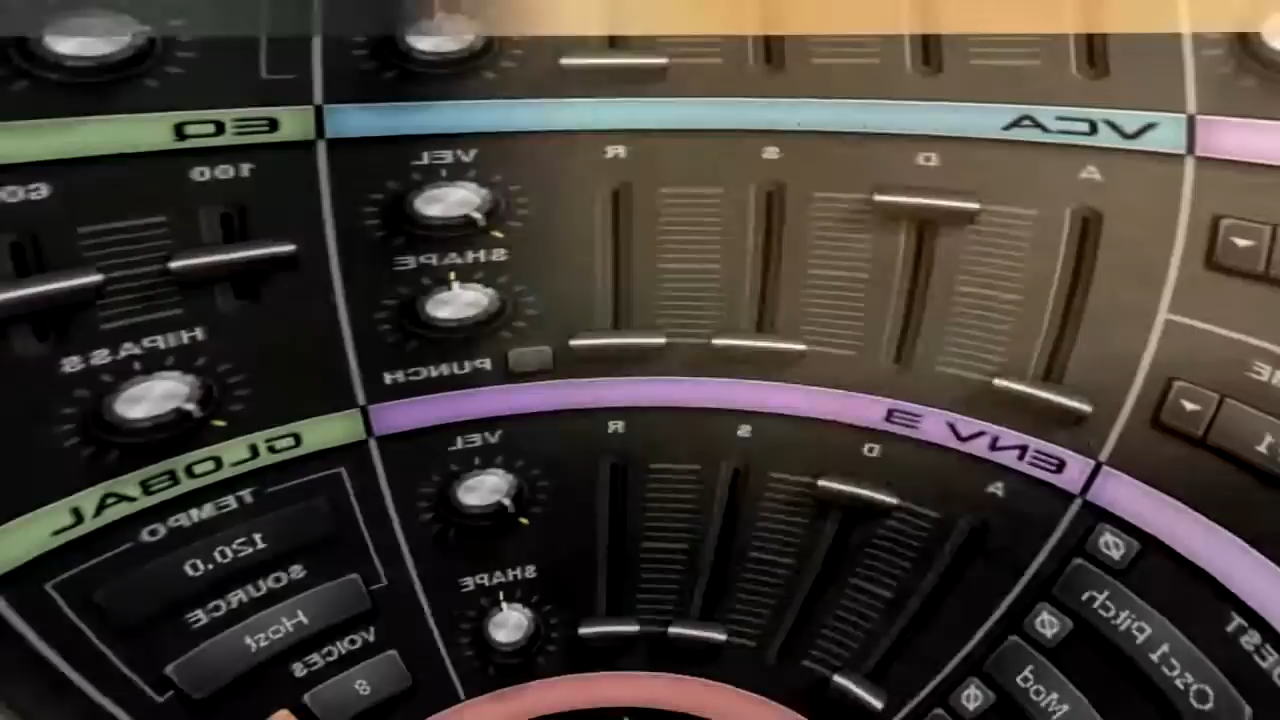 EQ
VCA
60
100
VEL
R
S
D
A
SHAPE
HIPASS
PUNCH
ENV 3
GLOBAL
VEL
R
S
D
A
TEMPO
120.0
SOURCE
Host
SHAPE
VOICES
8
Osc1 Pitch
Mod